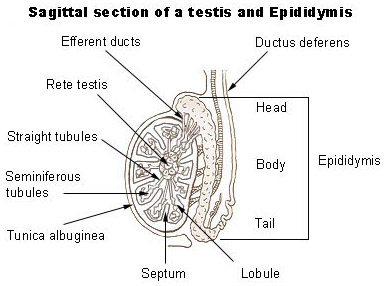 Sagittal section of a testis and Epididymis
Efferent ducts
Ductus deferens
Rete testis
Head
Straight tubules
Body
Epididymis
Seminiferous
tubules
Tail
Tunica albuginea
Septum
Lobule